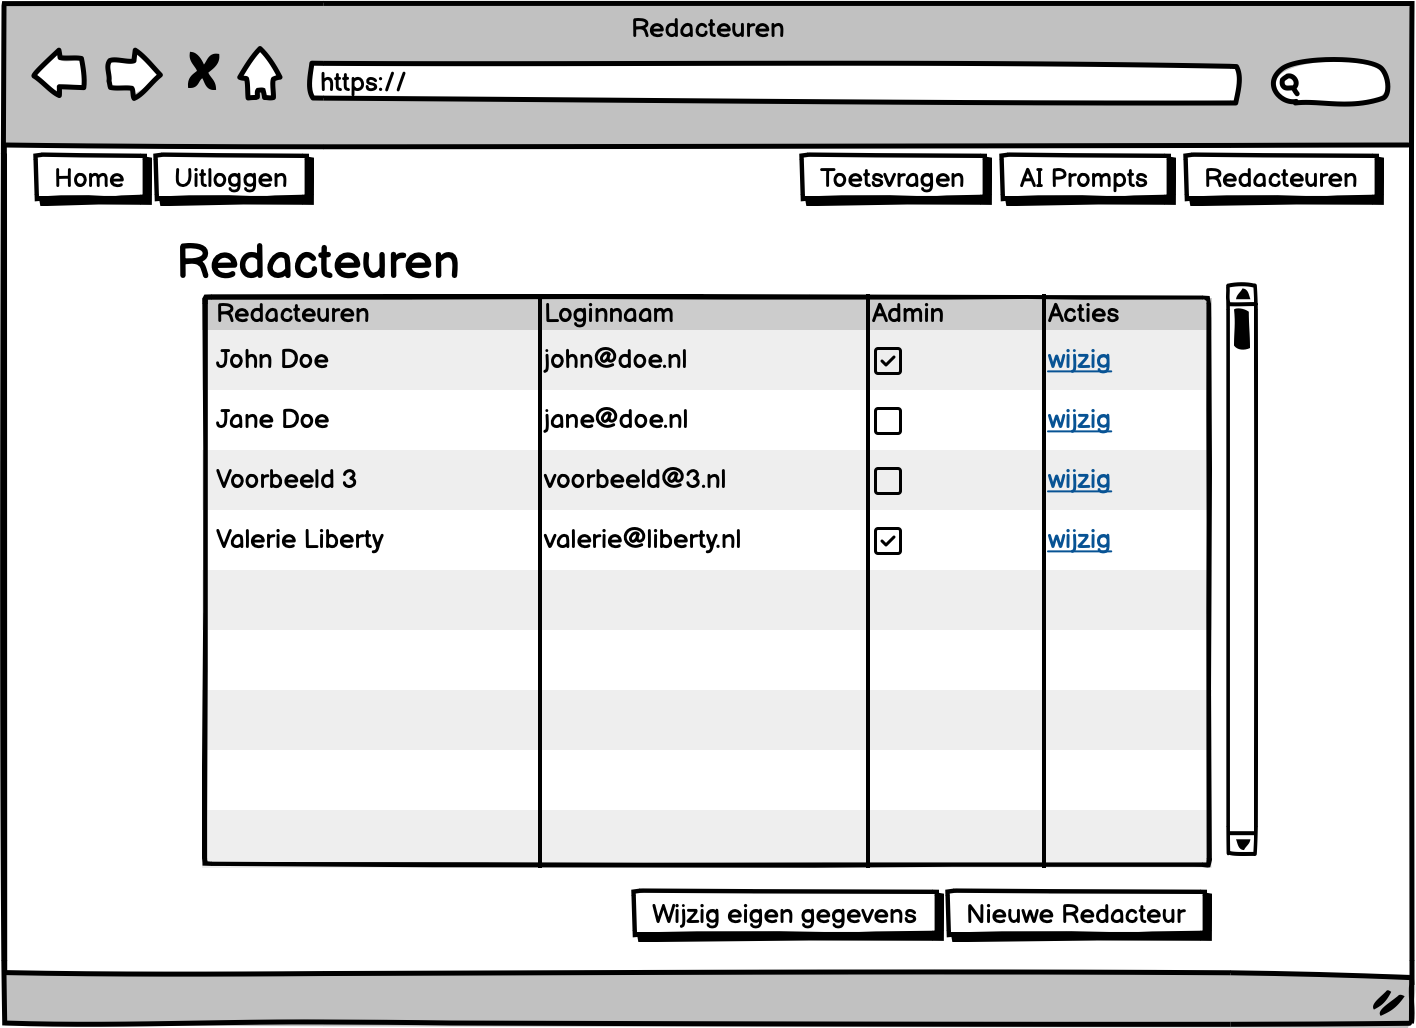 Redacteuren
https://
Home Uitloggen Toetsvragen AI Prompts Redacteuren
Redacteuren
Redacteuren Loginnaam Admin Acties
John Doe john@doe.nl wijzig
Jane Doe jane@doe.nl wijzig
Voorbeeld 3 voorbeeld@3.nl wijzig
Valerie Liberty valerie@liberty.nl wijzig
Wijzig eigen gegevens Nieuwe Redacteur